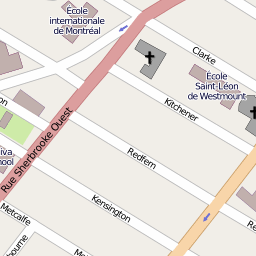 École
internationale
de Montréal
Clarke
École
Saint-Léon
de Westmount
Kitchener
Rue Sherbrooke Ouest
Redfern
Kensington
Metcalfe